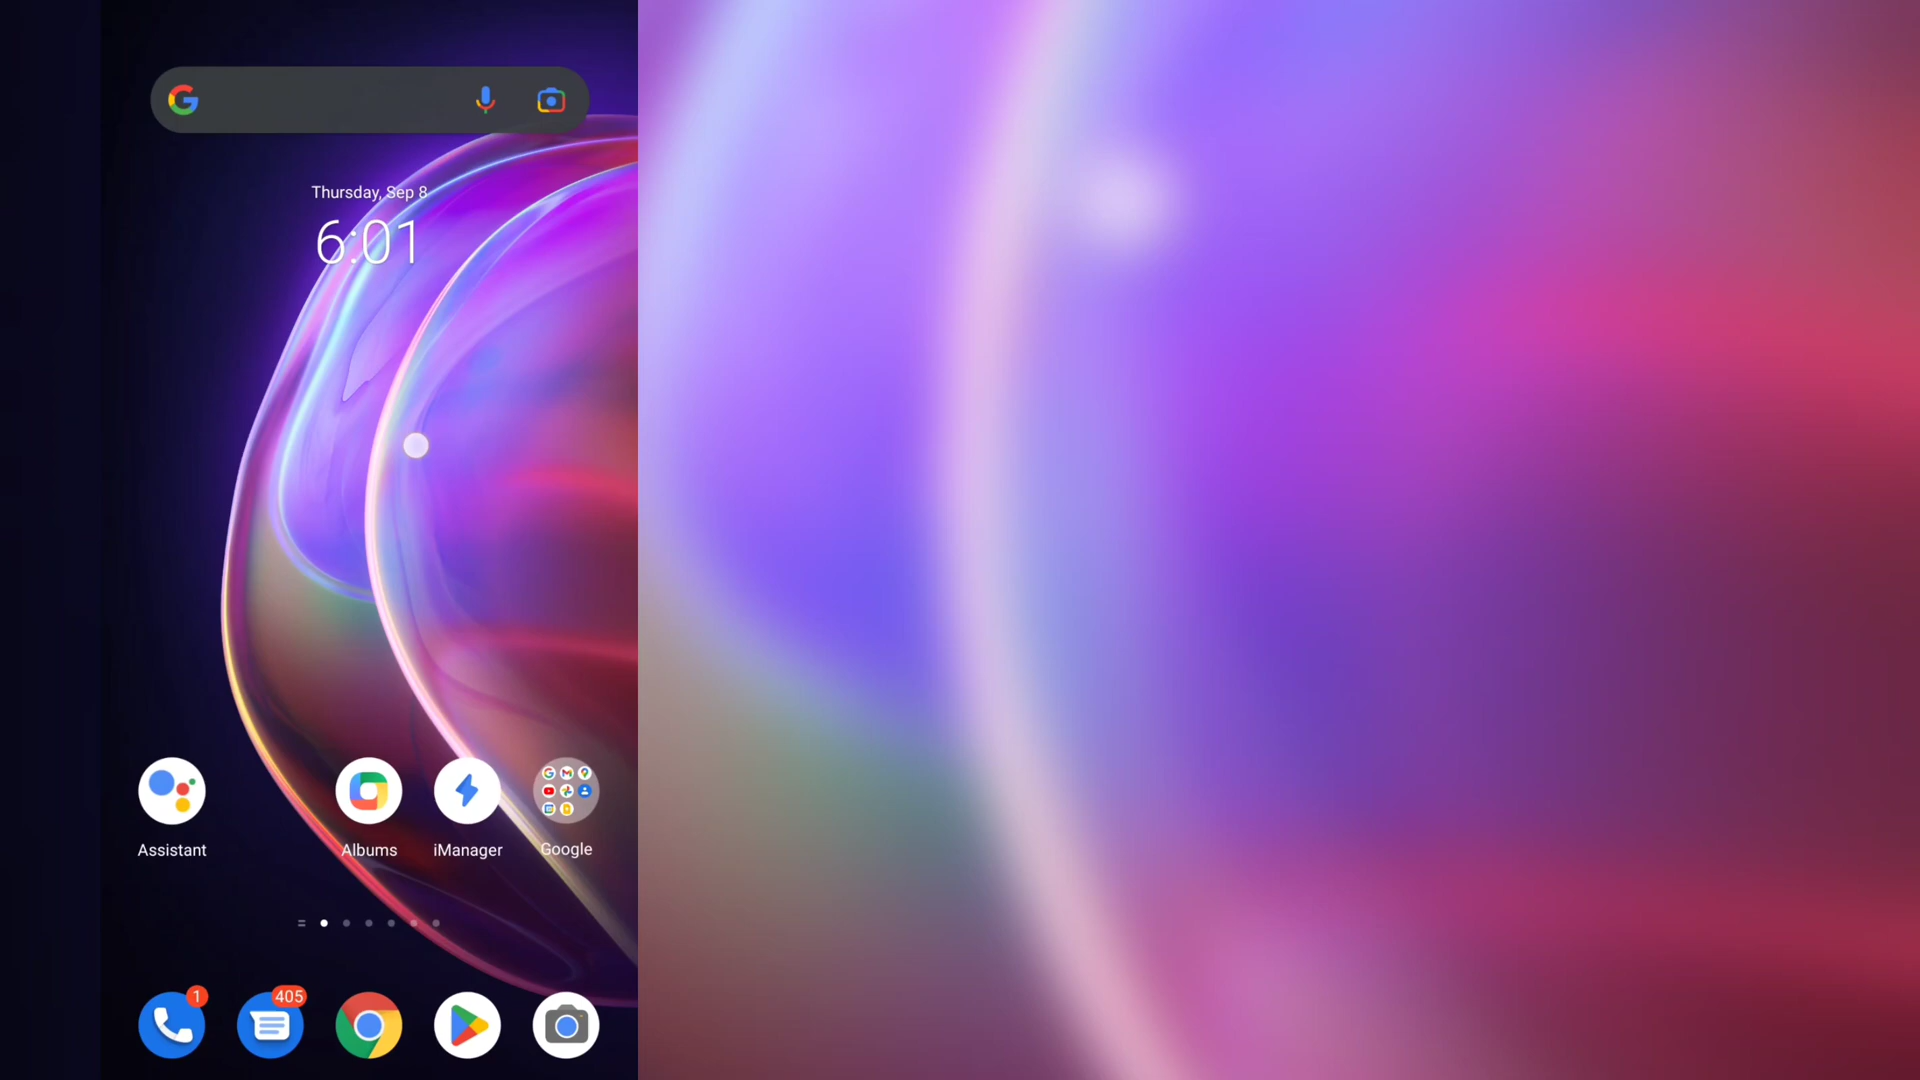 Thursday, Sep 8
6:01
Assistant
Albums
iManager
Google
1
405